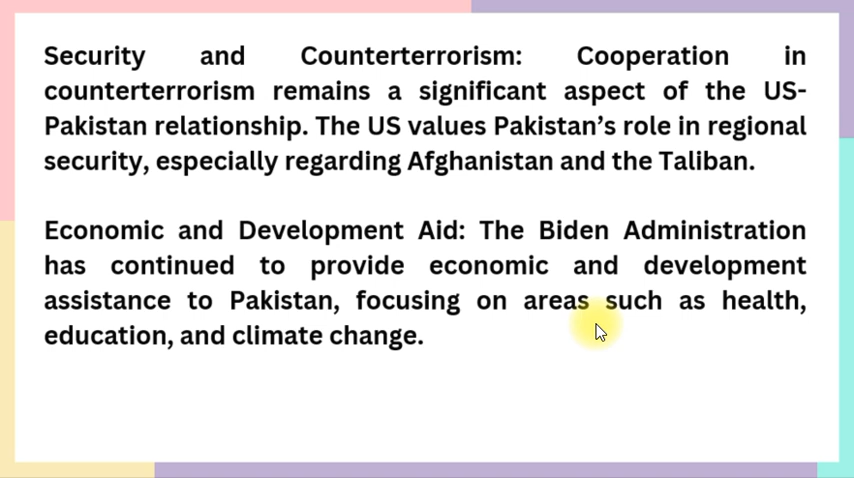 Security and Counterterrorism: Cooperation in
counterterrorism remains a significant aspect of the US-
Pakistan relationship. The US values Pakistan’s role in regional
security, especially regarding Afghanistan and the Taliban.
Economic and Development Aid: The Biden Administration
has continued to provide economic and development
assistance to Pakistan, focusing on areas such as health,
education, and climate change.